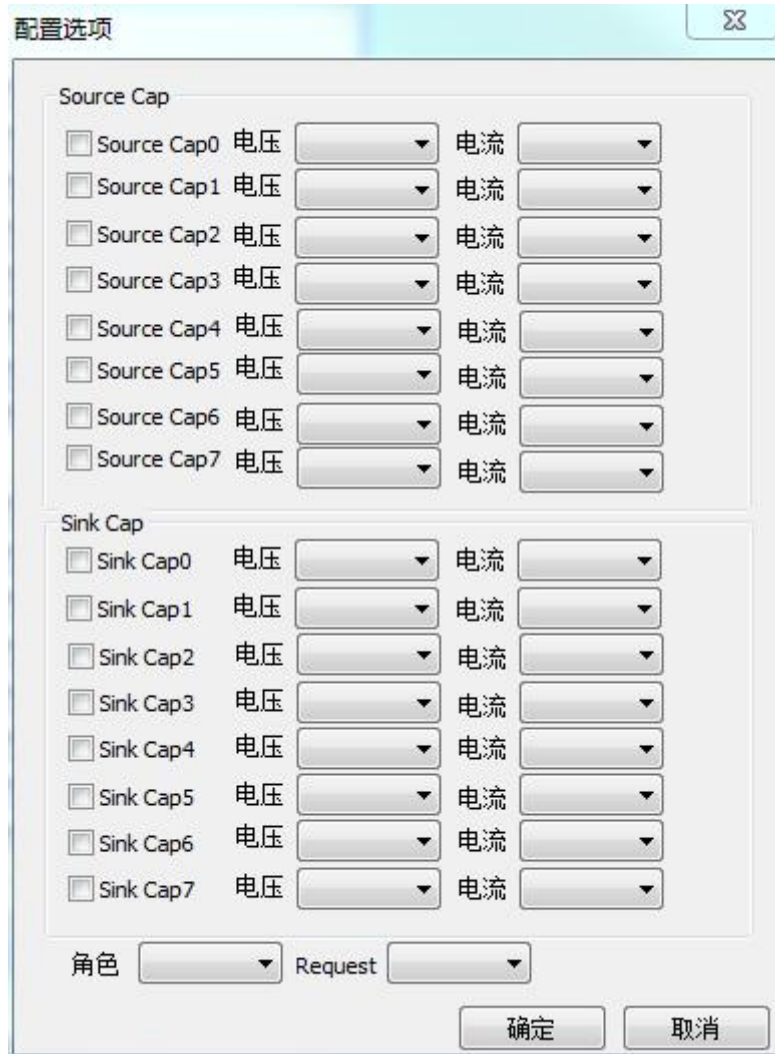 配置选项
Source Cap
Source Cap0 电压 电流
Source Cap1 电压 电流
Source Cap2 电压 电流
Source Cap3 电压 电流
Source Cap4 电压 电流
Source Cap5 电压 电流
Source Cap6 电压 电流
Source Cap7 电压 电流
Sink Cap
Sink Cap0 电压 电流
Sink Cap1 电压 电流
Sink Cap2 电压 电流
Sink Cap3 电压 电流
Sink Cap4 电压 电流
Sink Cap5 电压 电流
Sink Cap6 电压 电流
Sink Cap7 电压 电流
角色 Request
确定 取消